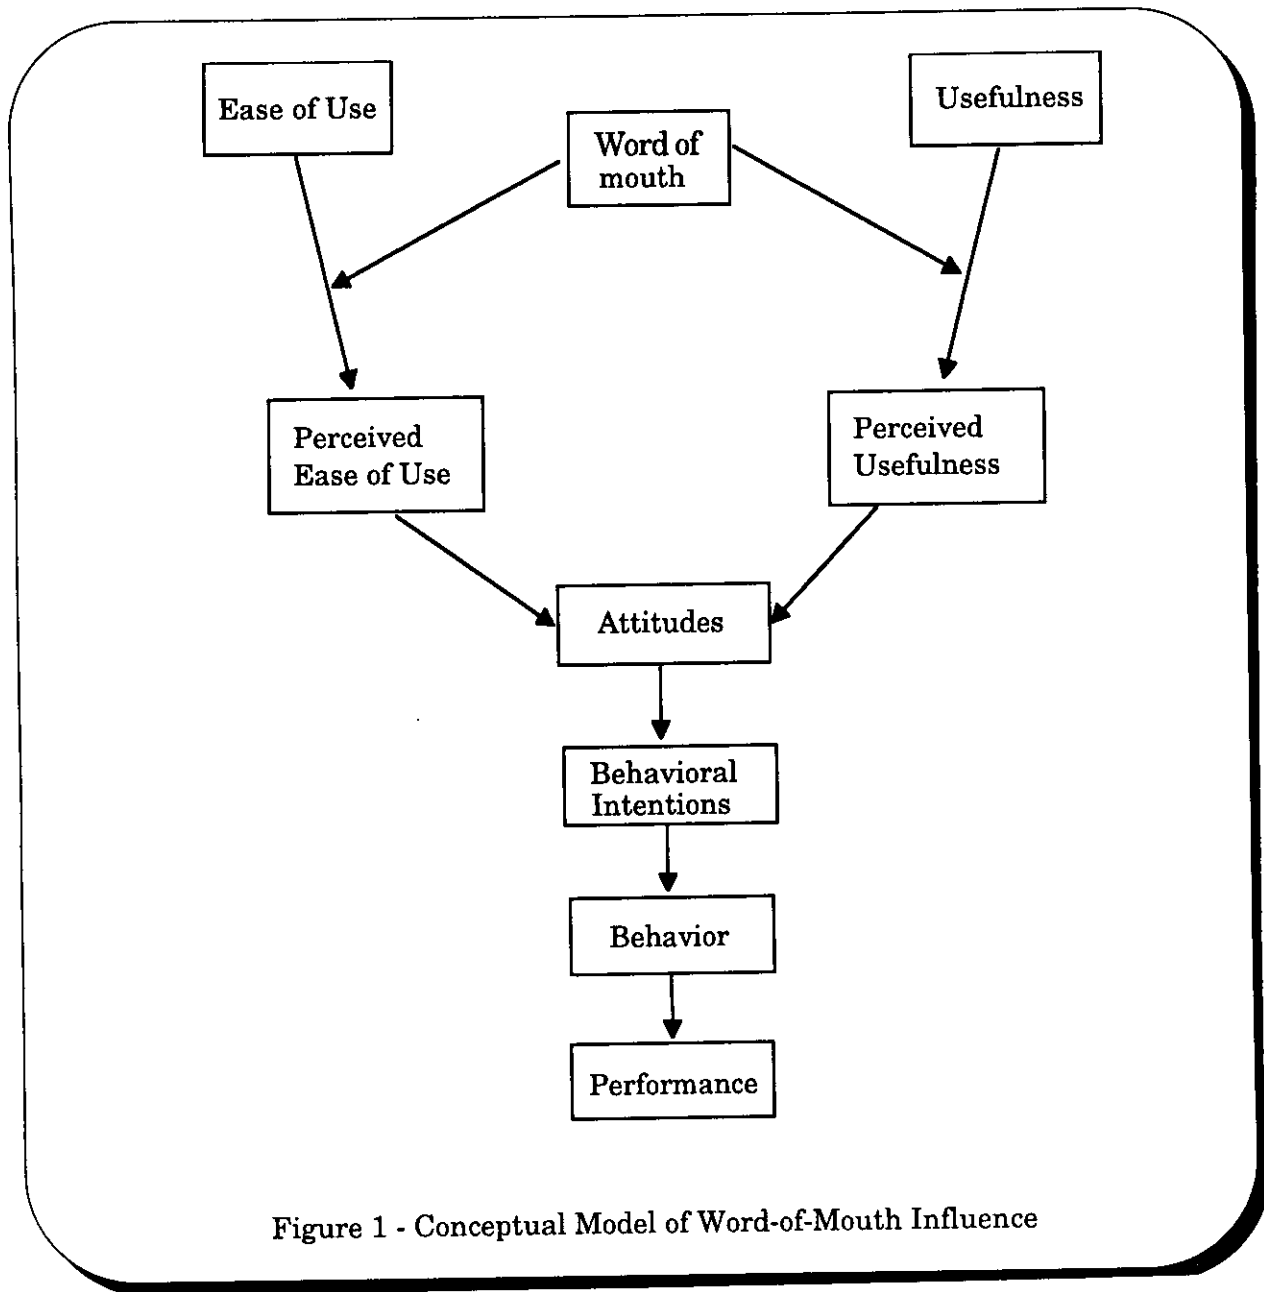 Ease of Use
Usefulness
Word of
mouth
Perceived
Ease of Use
Perceived
Usefulness
Attitudes
Behavioral
Intentions
Behavior
Performance
Figure 1 - Conceptual Model of Word-of-Mouth Influence